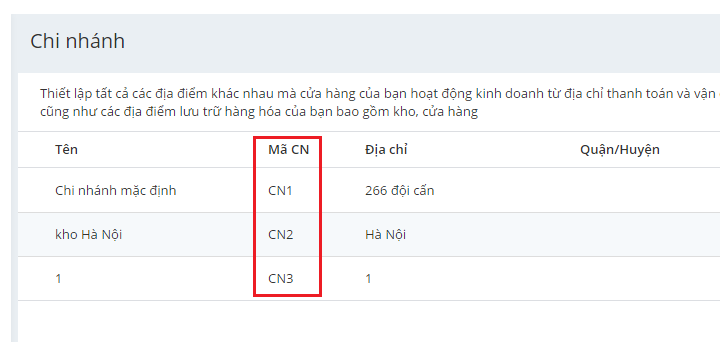 Chi nhánh
Thiết lập tất cả các địa điểm khác nhau mà cửa hàng của bạn hoạt động kinh doanh từ địa chỉ thanh toán và vận
cũng như các địa điểm lưu trữ hàng hóa của bạn bao gồm kho, cửa hàng
Tên Mã CN Địa chỉ Quận/Huyện
Chi nhánh mặc định CN1 266 đội cấn
kho Hà Nội CN2 Hà Nội
1 CN3 1